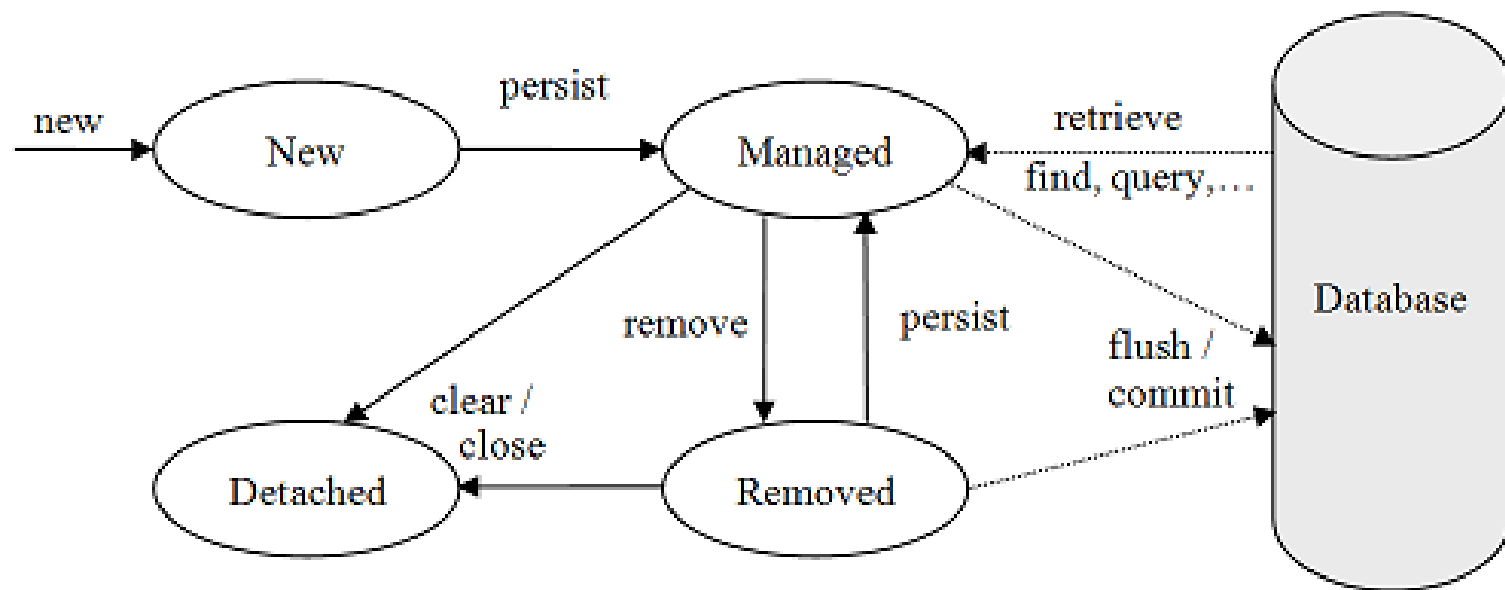 new
New
persist
Managed
retrieve
find, query,...
Database
remove
persist
flush /
commit
clear /
close
Detached
Removed